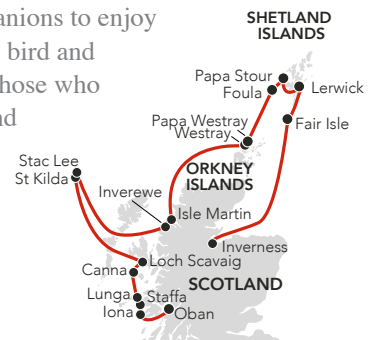 anions to enjoy
bird and
hose who
nd
SHETLAND
ISLANDS
Papa Stour
Foula
Lerwick
Papa Westray
Westray
Fair Isle
Stac Lee
St Kilda
ORKNEY
ISLANDS
Inverewe
Isle Martin
Inverness
Loch Scavaig
Canna
SCOTLAND
Lunga
Staffa
Iona
Oban